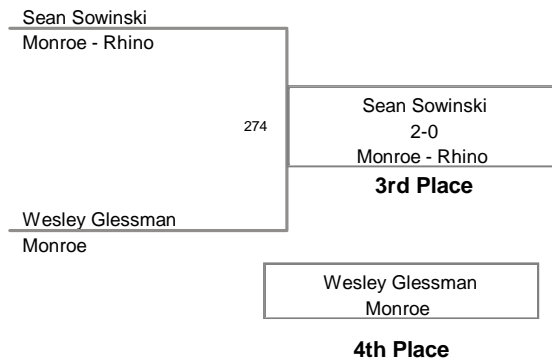 Sean Sowinski
Monroe - Rhino
274
Sean Sowinski
2-0
Monroe - Rhino
3rd Place
Wesley Glessman
Monroe
Wesley Glessman
Monroe
4th Place